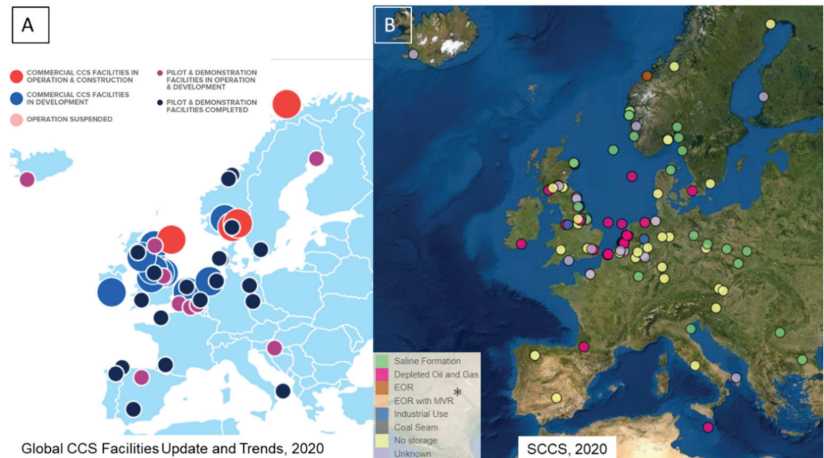 A
COMMERCIAL CCS FACILITIES IN
OPERATION & CONSTRUCTION
COMMERCIAL CCS FACILITIES
IN DEVELOPMENT
OPERATION SUSPENDED
PILOT & DEMONSTRATION
FACILITIES IN OPERATION
& DEVELOPMENT
PILOT & DEMONSTRATION
FACILITIES COMPLETED
Global CCS Facilities Update and Trends, 2020
B
Saline Formation
Depleted Oil and Gas
EOR
EOR with MVR *
Industrial Use
Coal Seam
No storage
Unknown
SCCS, 2020